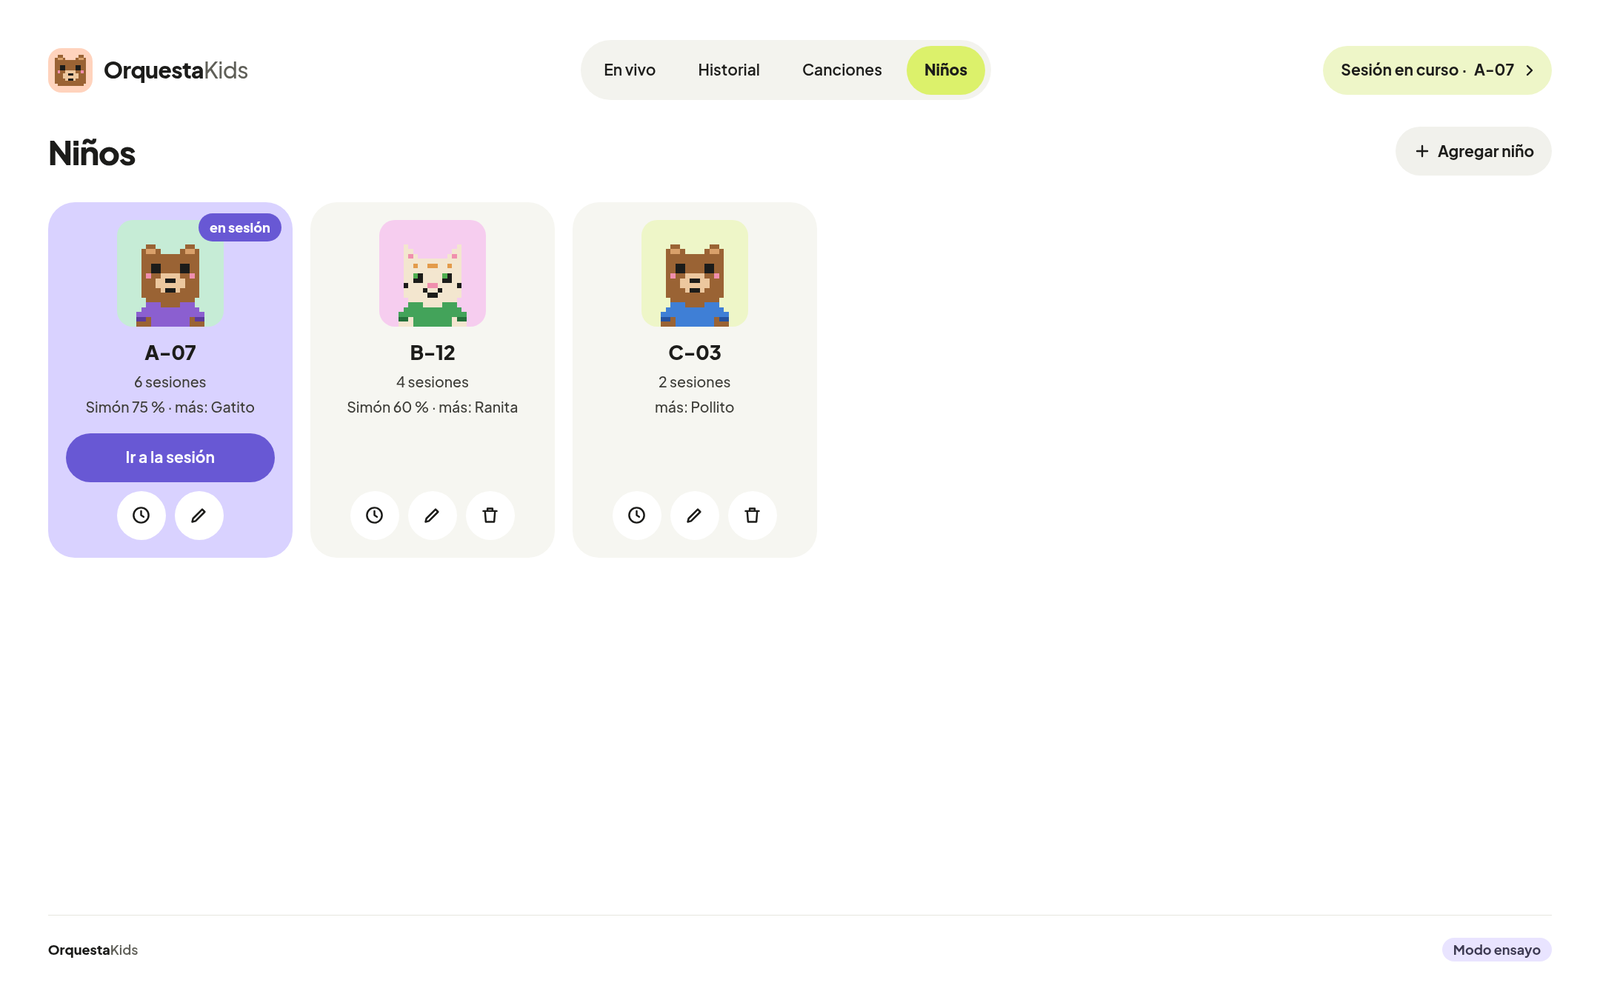 OrquestaKids
En vivo
Historial
Canciones
Niños
Sesión en curso · A-07
Niños
Agregar niño
en sesión
A-07
6 sesiones
Simón 75 % · más: Gatito
Ir a la sesión
B-12
4 sesiones
Simón 60 % · más: Ranita
C-03
2 sesiones
más: Pollito
OrquestaKids
Modo ensayo